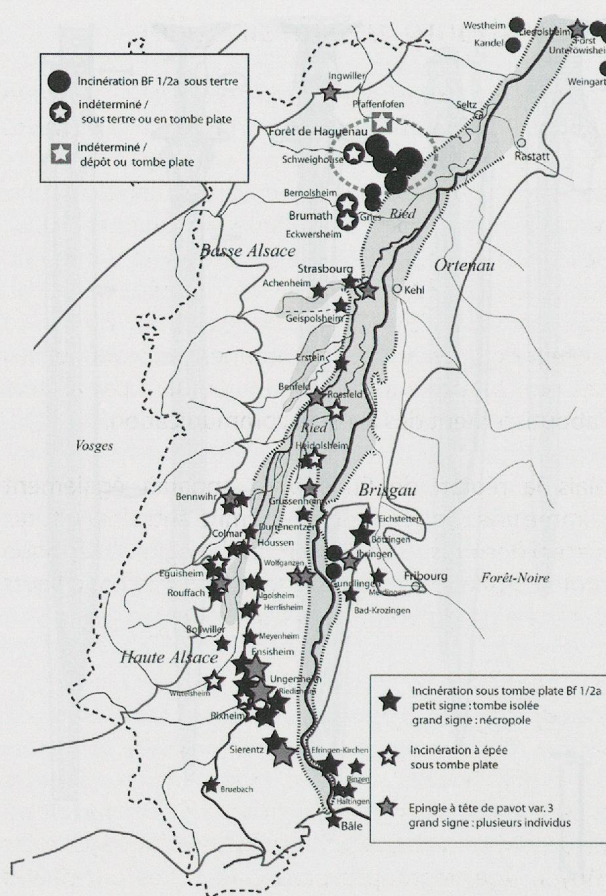 Westheim
Liedolsheim
Forst
Kandel
Unterowisheim
Weingart
Incinération BF 1/2a sous tertre
indéterminé /
sous tertre ou en tombe plate
indéterminé /
dépôt ou tombe plate
Ingwiller
Pfaffenhofen
Seltz
Forêt de Haguenau
Schweighouse
Rastatt
Bernolsheim
Brumath
Gries
Ried
Eckwersheim
Basse Alsace
Strasbourg
Ortenau
Achenheim
Kehl
Geispolsheim
Erstein
Benfeld
Rossfeld
Ried
Vosges
Heidolsheim
Bennwihr
Grussenheim
Brisgau
Eichstetten
Colmar
Durrenentzen
Bötzingen
Houssen
Ihringen
Eguisheim
Wolfganzen
Gundlingen
Fribourg
Forêt-Noire
Rouffach
Merdingen
Herrlisheim
Bad-Krozingen
Bollwiller
Meyenheim
Haute Alsace
Ensisheim
Ungersheim
Wittelsheim
Rixheim
Sierentz
Efringen-Kirchen
Binzen
Bruebach
Haltingen
Bâle
Incinération sous tombe plate Bf 1/2a
petit signe : tombe isolée
grand signe : nécropole
Incinération à épée
sous tombe plate
Epingle à tête de pavot var. 3
grand signe : plusieurs individus